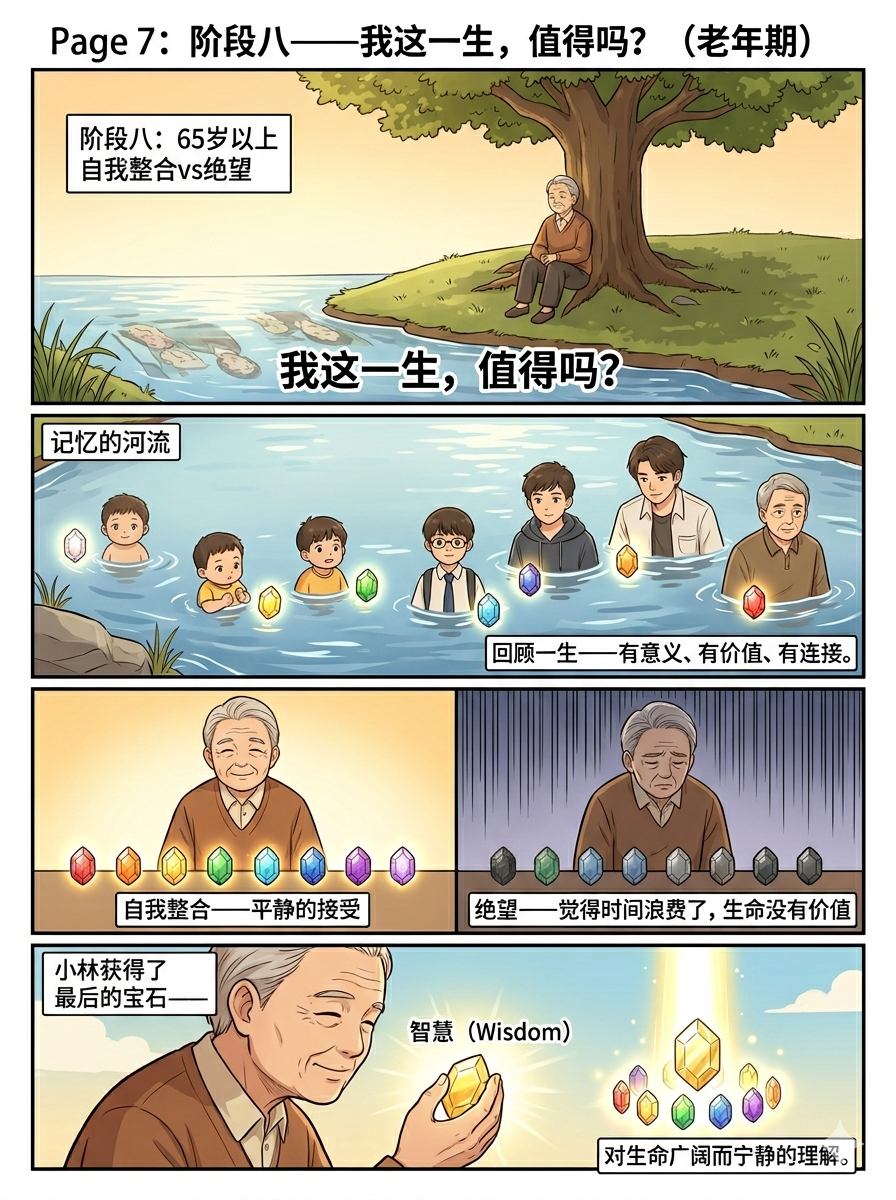 Page 7：阶段八——我这一生，值得吗？（老年期）
阶段八：65岁以上
自我整合vs绝望
我这一生，值得吗？
记忆的河流
回顾一生——有意义、有价值、有连接。
自我整合——平静的接受
绝望——觉得时间浪费了，生命没有价值
小林获得了
最后的宝石——
智慧（Wisdom）
对生命广阔而宁静的理解。